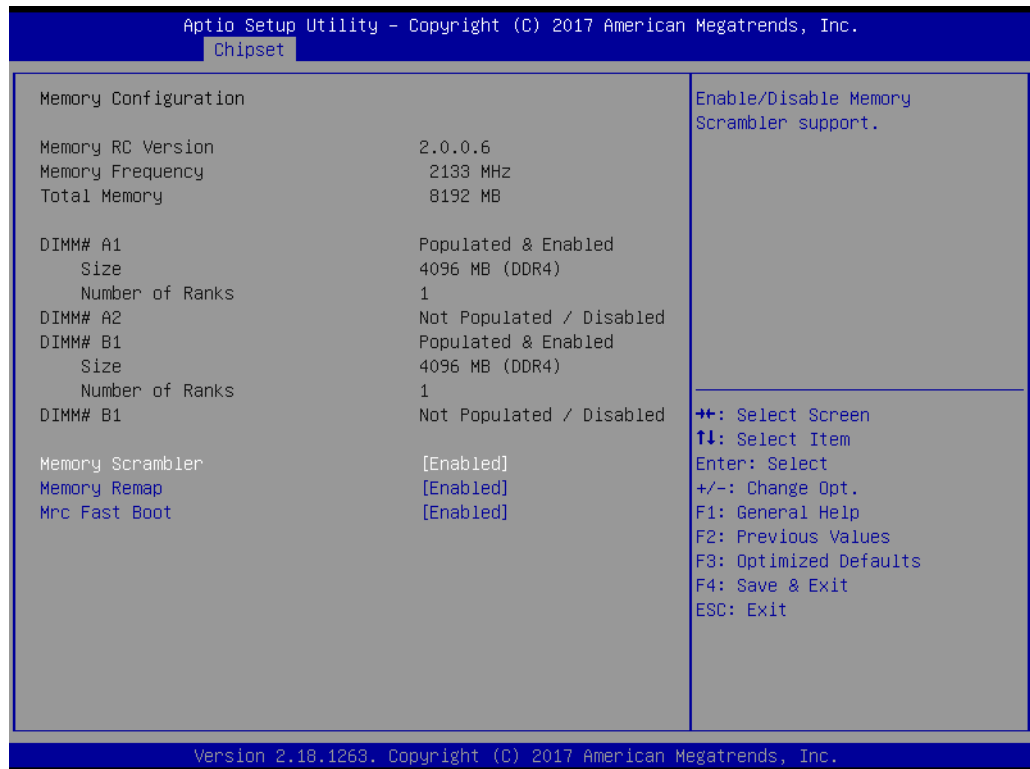 Aptio Setup Utility – Copyright (C) 2017 American Megatrends, Inc.
Chipset
Memory Configuration
Memory RC Version 2.0.0.6
Memory Frequency 2133 MHz
Total Memory 8192 MB
DIMM# A1 Populated & Enabled
Size 4096 MB (DDR4)
Number of Ranks 1
DIMM# A2 Not Populated / Disabled
DIMM# B1 Populated & Enabled
Size 4096 MB (DDR4)
Number of Ranks 1
DIMM# B1 Not Populated / Disabled
Memory Scrambler [Enabled]
Memory Remap [Enabled]
Mrc Fast Boot [Enabled]
Enable/Disable Memory
Scrambler support.
→←: Select Screen
↑↓: Select Item
Enter: Select
+/-: Change Opt.
F1: General Help
F2: Previous Values
F3: Optimized Defaults
F4: Save & Exit
ESC: Exit
Version 2.18.1263. Copyright (C) 2017 American Megatrends, Inc.